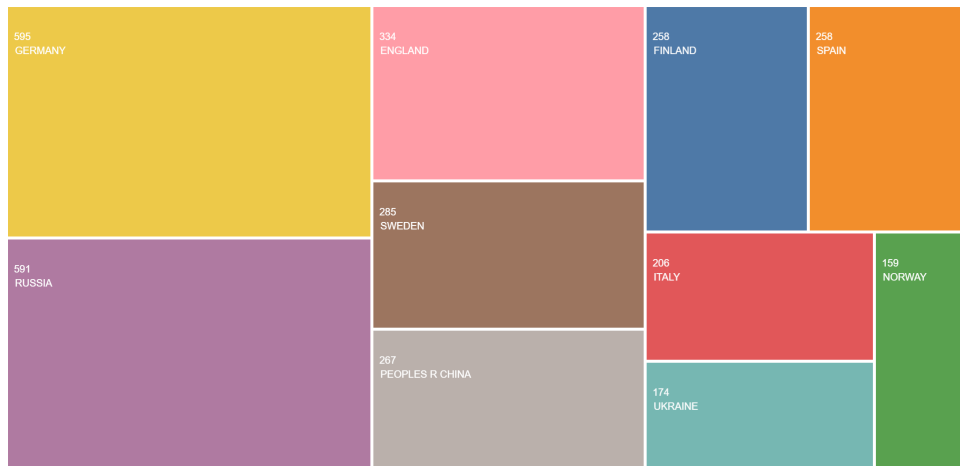 595
GERMANY
334
ENGLAND
258
FINLAND
258
SPAIN
285
SWEDEN
591
RUSSIA
206
ITALY
159
NORWAY
267
PEOPLES R CHINA
174
UKRAINE